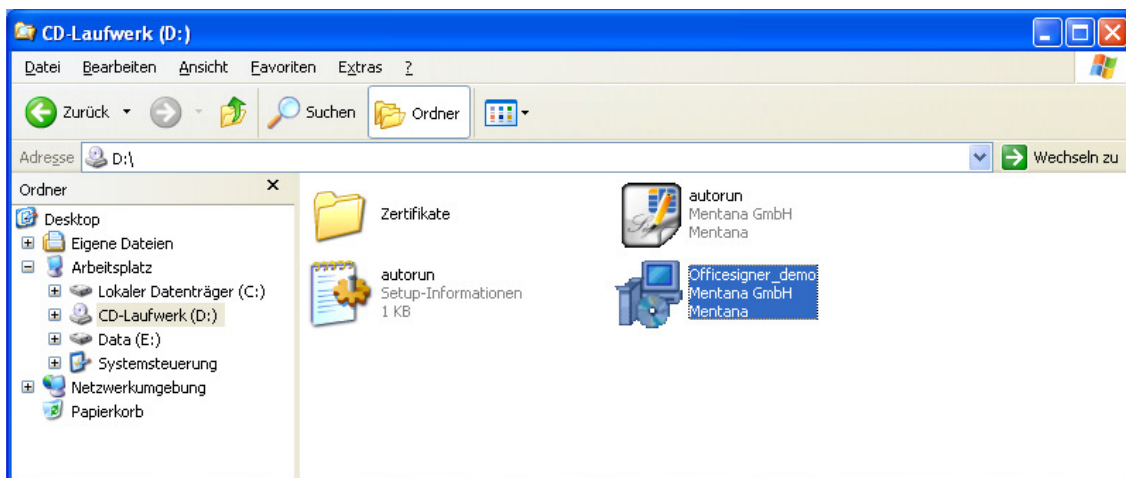 CD-Laufwerk (D:)
Datei Bearbeiten Ansicht Favoriten Extras ?
Zurück Suchen Ordner
Adresse D:\ Wechseln zu
Ordner
Desktop
Eigene Dateien
Arbeitsplatz
Lokaler Datenträger (C:)
CD-Laufwerk (D:)
Data (E:)
Systemsteuerung
Netzwerkumgebung
Papierkorb
Zertifikate
autorun
Mentana GmbH
Mentana
autorun
Setup-Informationen
1 KB
Officesigner_demo
Mentana GmbH
Mentana